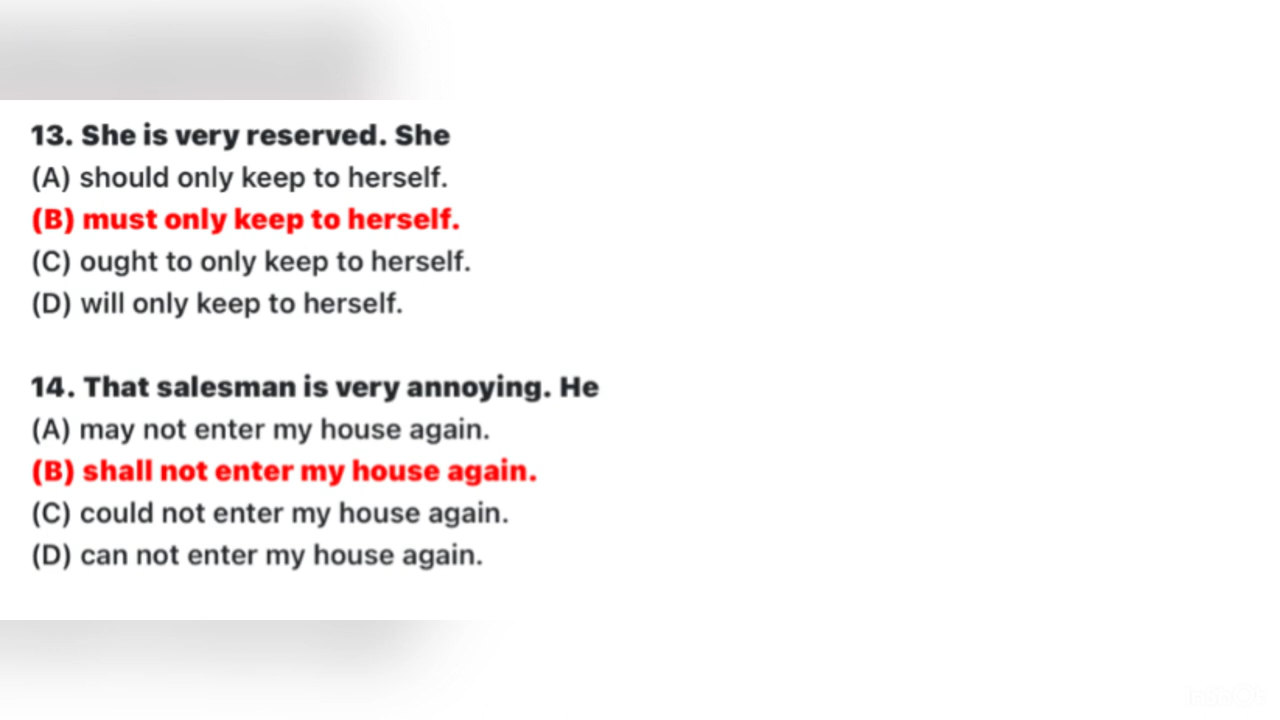 13. She is very reserved. She
(A) should only keep to herself.
(B) must only keep to herself.
(C) ought to only keep to herself.
(D) will only keep to herself.
14. That salesman is very annoying. He
(A) may not enter my house again.
(B) shall not enter my house again.
(C) could not enter my house again.
(D) can not enter my house again.